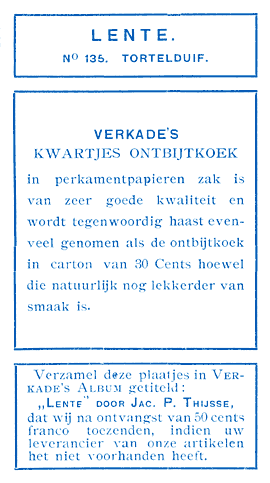 LENTE.
No 135. TORTELDUIF.
VERKADE'S
KWARTJES ONTBIJTKOEK
in perkamentpapieren zak is
van zeer goede kwaliteit en
wordt tegenwoordig haast even-
veel genomen als de ontbijtkoek
in carton van 30 Cents hoewel
die natuurlijk nog lekkerder van
smaak is.
Verzamel deze plaatjes in VER-
KADE'S ALBUM getiteld:
„LENTE" DOOR JAC. P. THIJSSE,
dat wij na ontvangst van 50 cents
franco toezenden, indien uw
leverancier van onze artikelen
het niet voorhanden heeft.